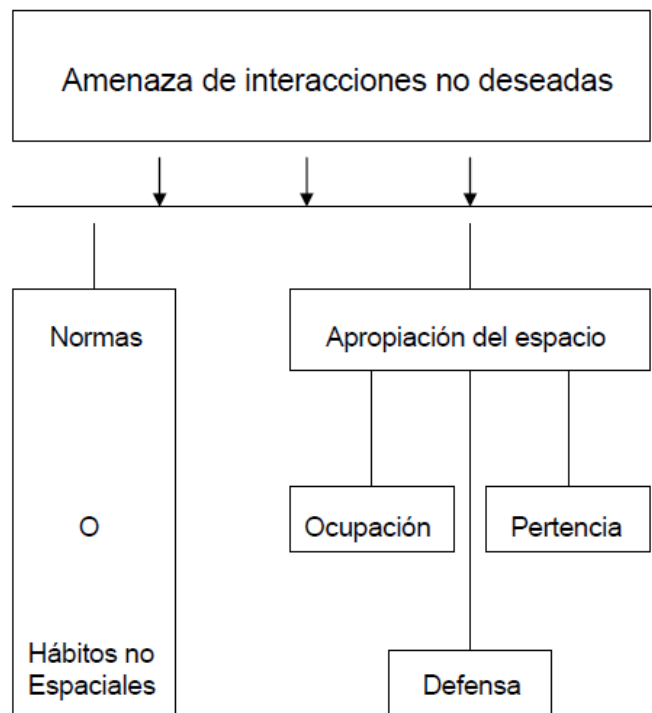 Amenaza de interacciones no deseadas
Normas
Apropiación del espacio
O
Ocupación
Pertencia
Hábitos no
Espaciales
Defensa